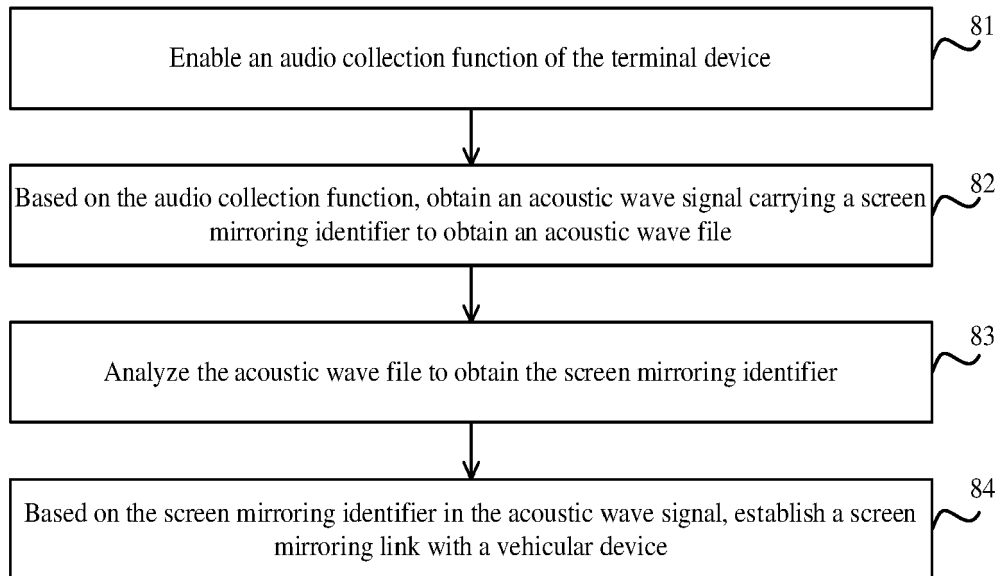 81
Enable an audio collection function of the terminal device
82
Based on the audio collection function, obtain an acoustic wave signal carrying a screen
mirroring identifier to obtain an acoustic wave file
83
Analyze the acoustic wave file to obtain the screen mirroring identifier
84
Based on the screen mirroring identifier in the acoustic wave signal, establish a screen
mirroring link with a vehicular device